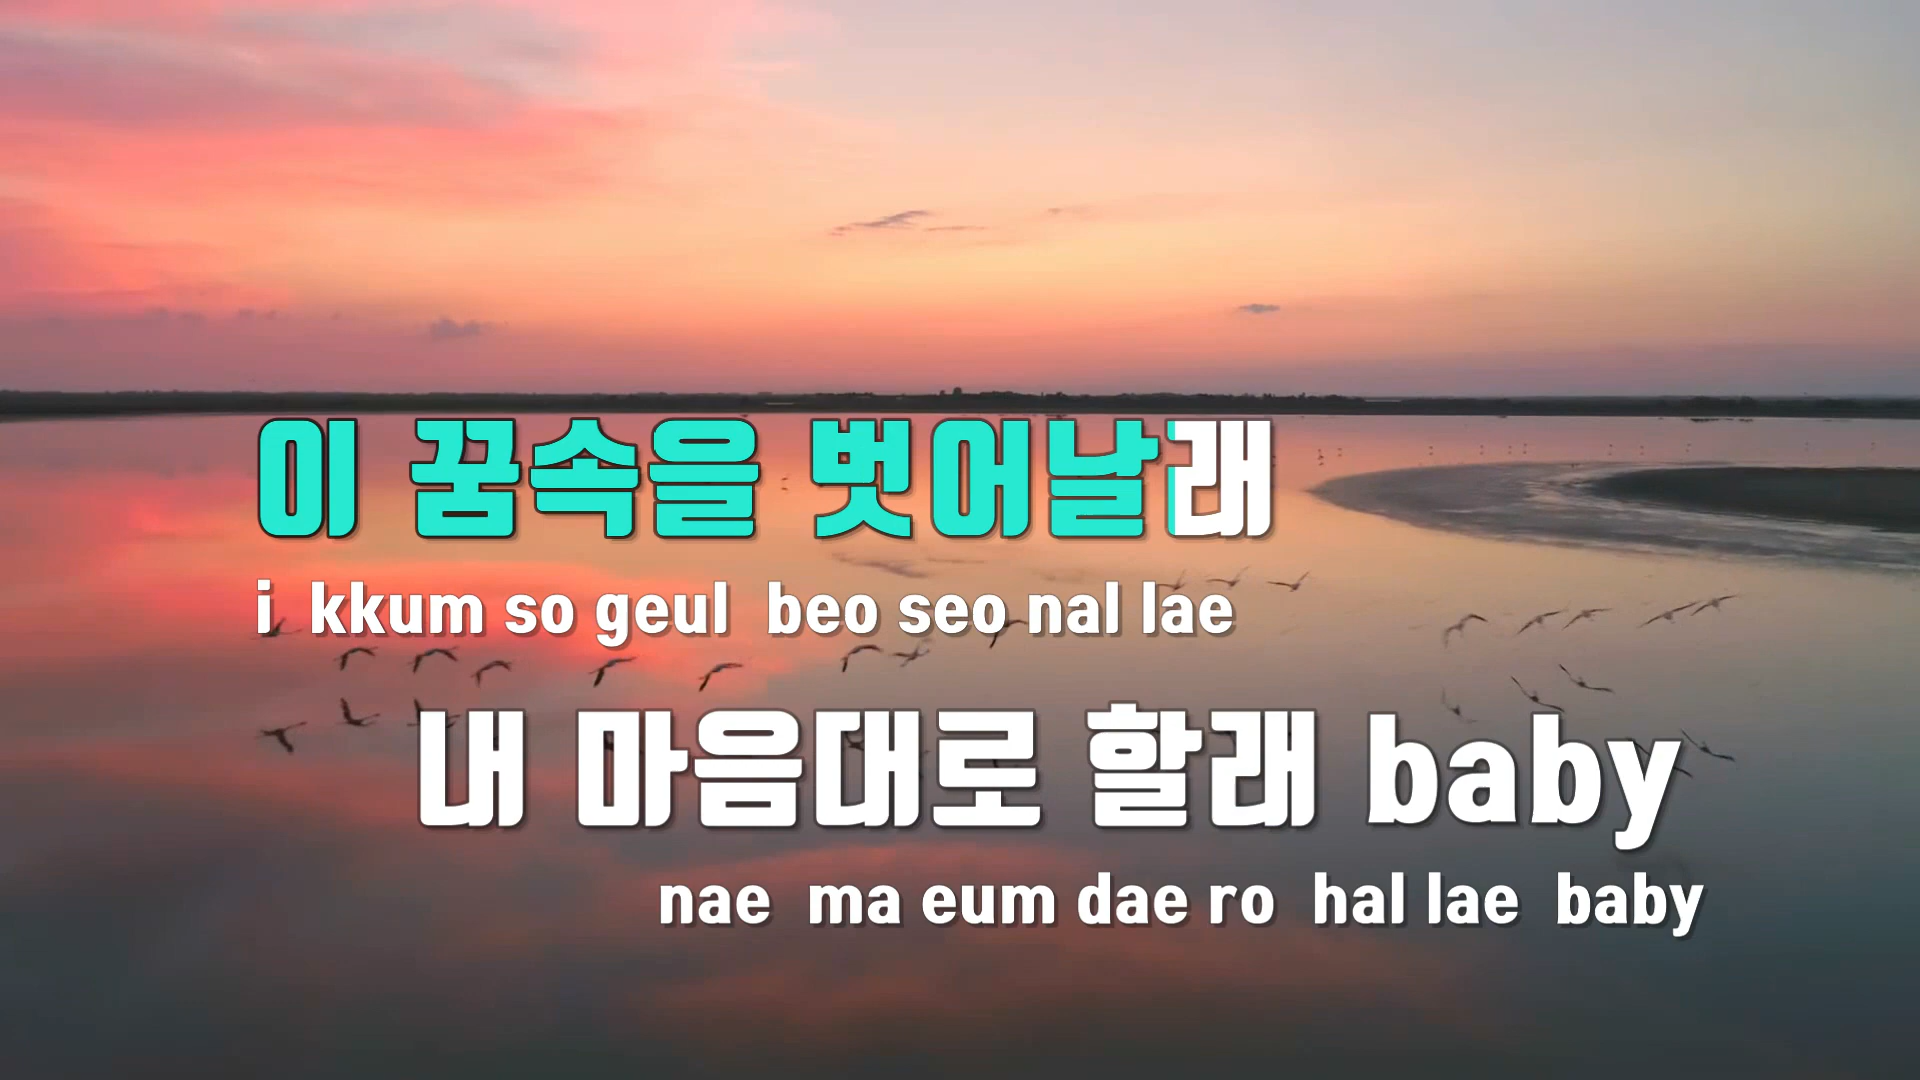 이 꿈속을 벗어날래
i kkum so geul beo seo nal lae
내 마음대로 할래 baby
nae ma eum dae ro hal lae baby